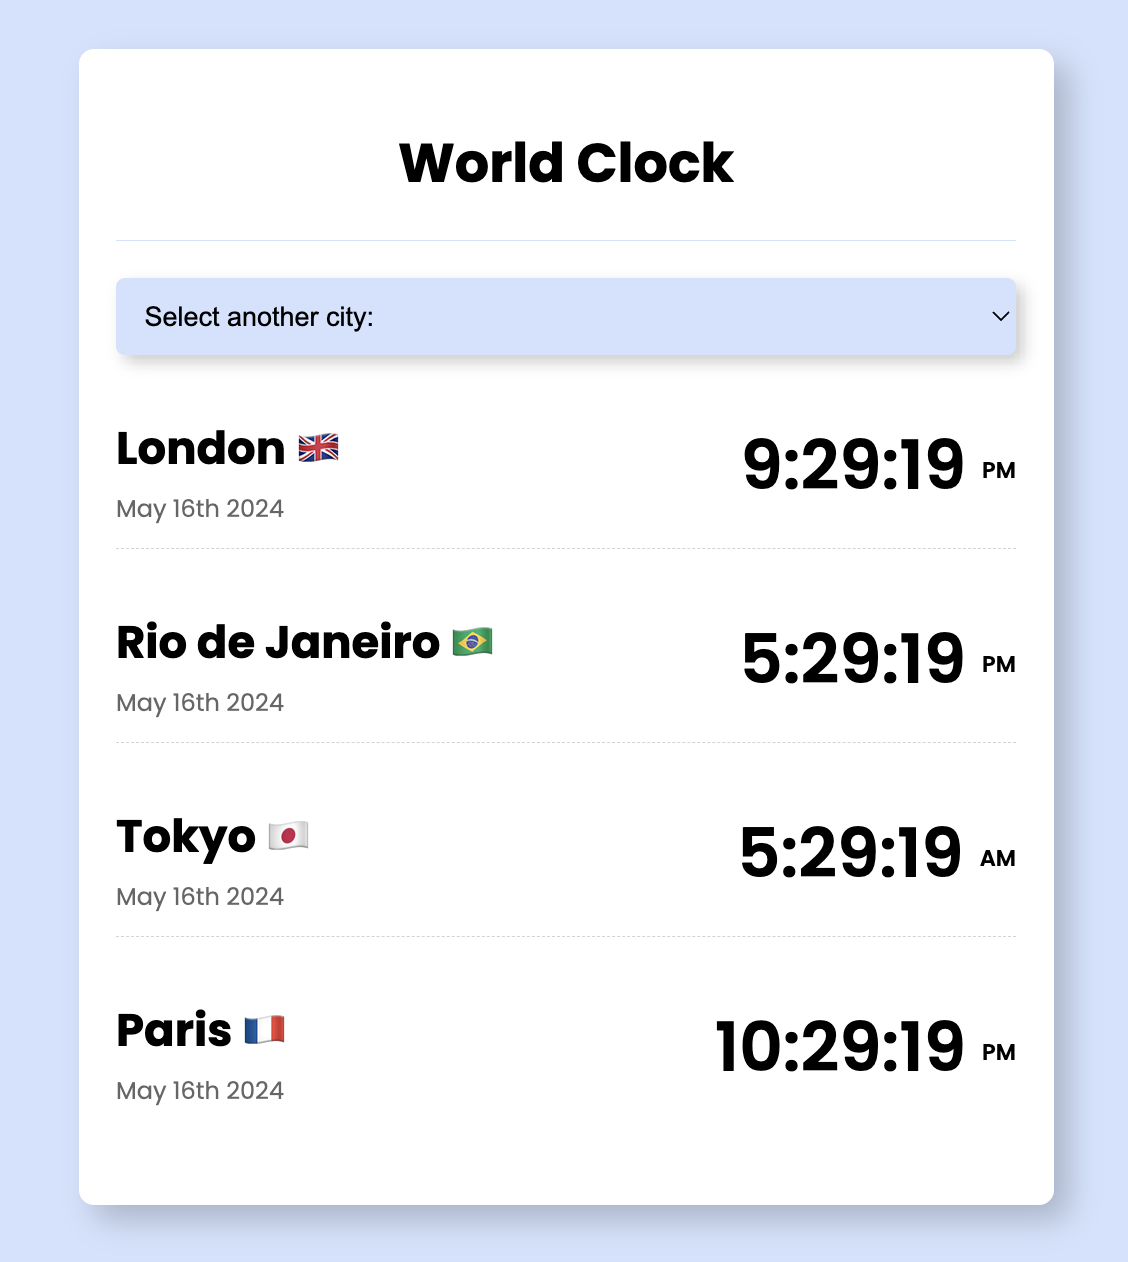 World Clock
Select another city:
London 🇬🇧
9:29:19 PM
May 16th 2024
Rio de Janeiro 🇧🇷
5:29:19 PM
May 16th 2024
Tokyo 🇯🇵
5:29:19 AM
May 16th 2024
Paris 🇫🇷
10:29:19 PM
May 16th 2024